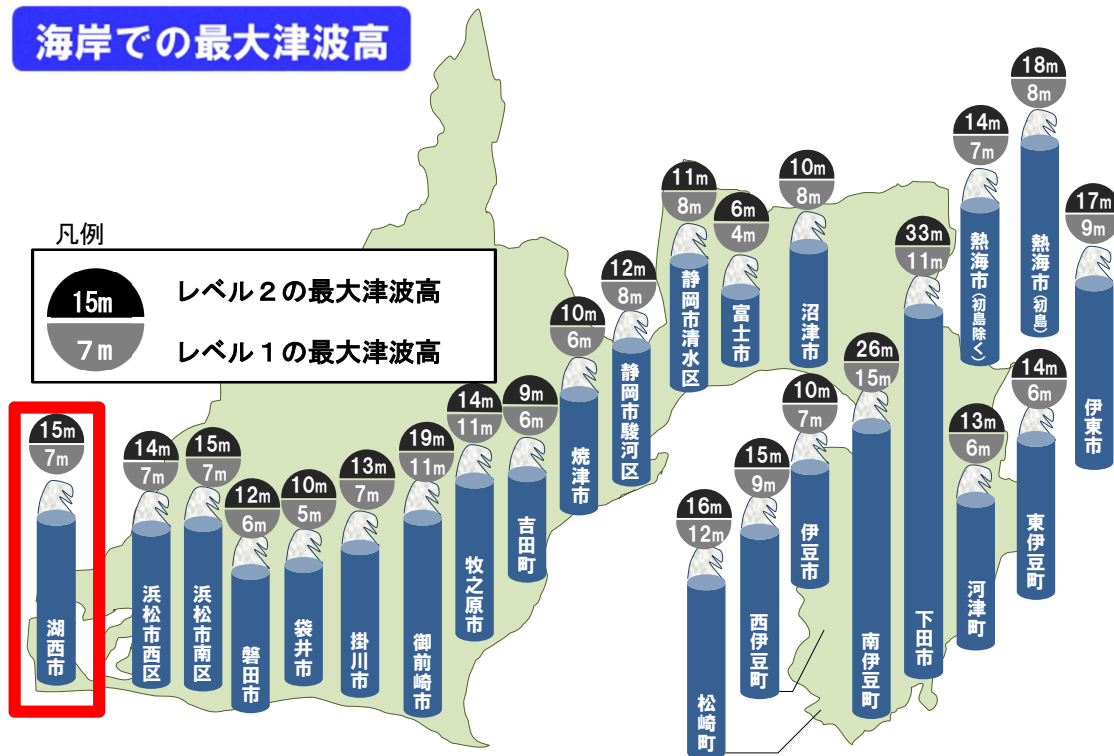 海岸での最大津波高
凡例
15m
レベル２の最大津波高
７m
レベル１の最大津波高
15m
7m
湖西市
14m
7m
浜松市西区
15m
7m
浜松市南区
12m
6m
磐田市
10m
5m
袋井市
13m
7m
掛川市
19m
11m
御前崎市
14m
11m
牧之原市
9m
6m
吉田町
10m
6m
焼津市
12m
8m
静岡市駿河区
11m
8m
静岡市清水区
6m
4m
富士市
10m
8m
沼津市
10m
7m
伊豆市
15m
9m
西伊豆町
16m
12m
松崎町
26m
15m
南伊豆町
33m
11m
下田市
13m
6m
河津町
14m
6m
東伊豆町
17m
9m
伊東市
14m
7m
熱海市(初島除く)
18m
8m
熱海市(初島)